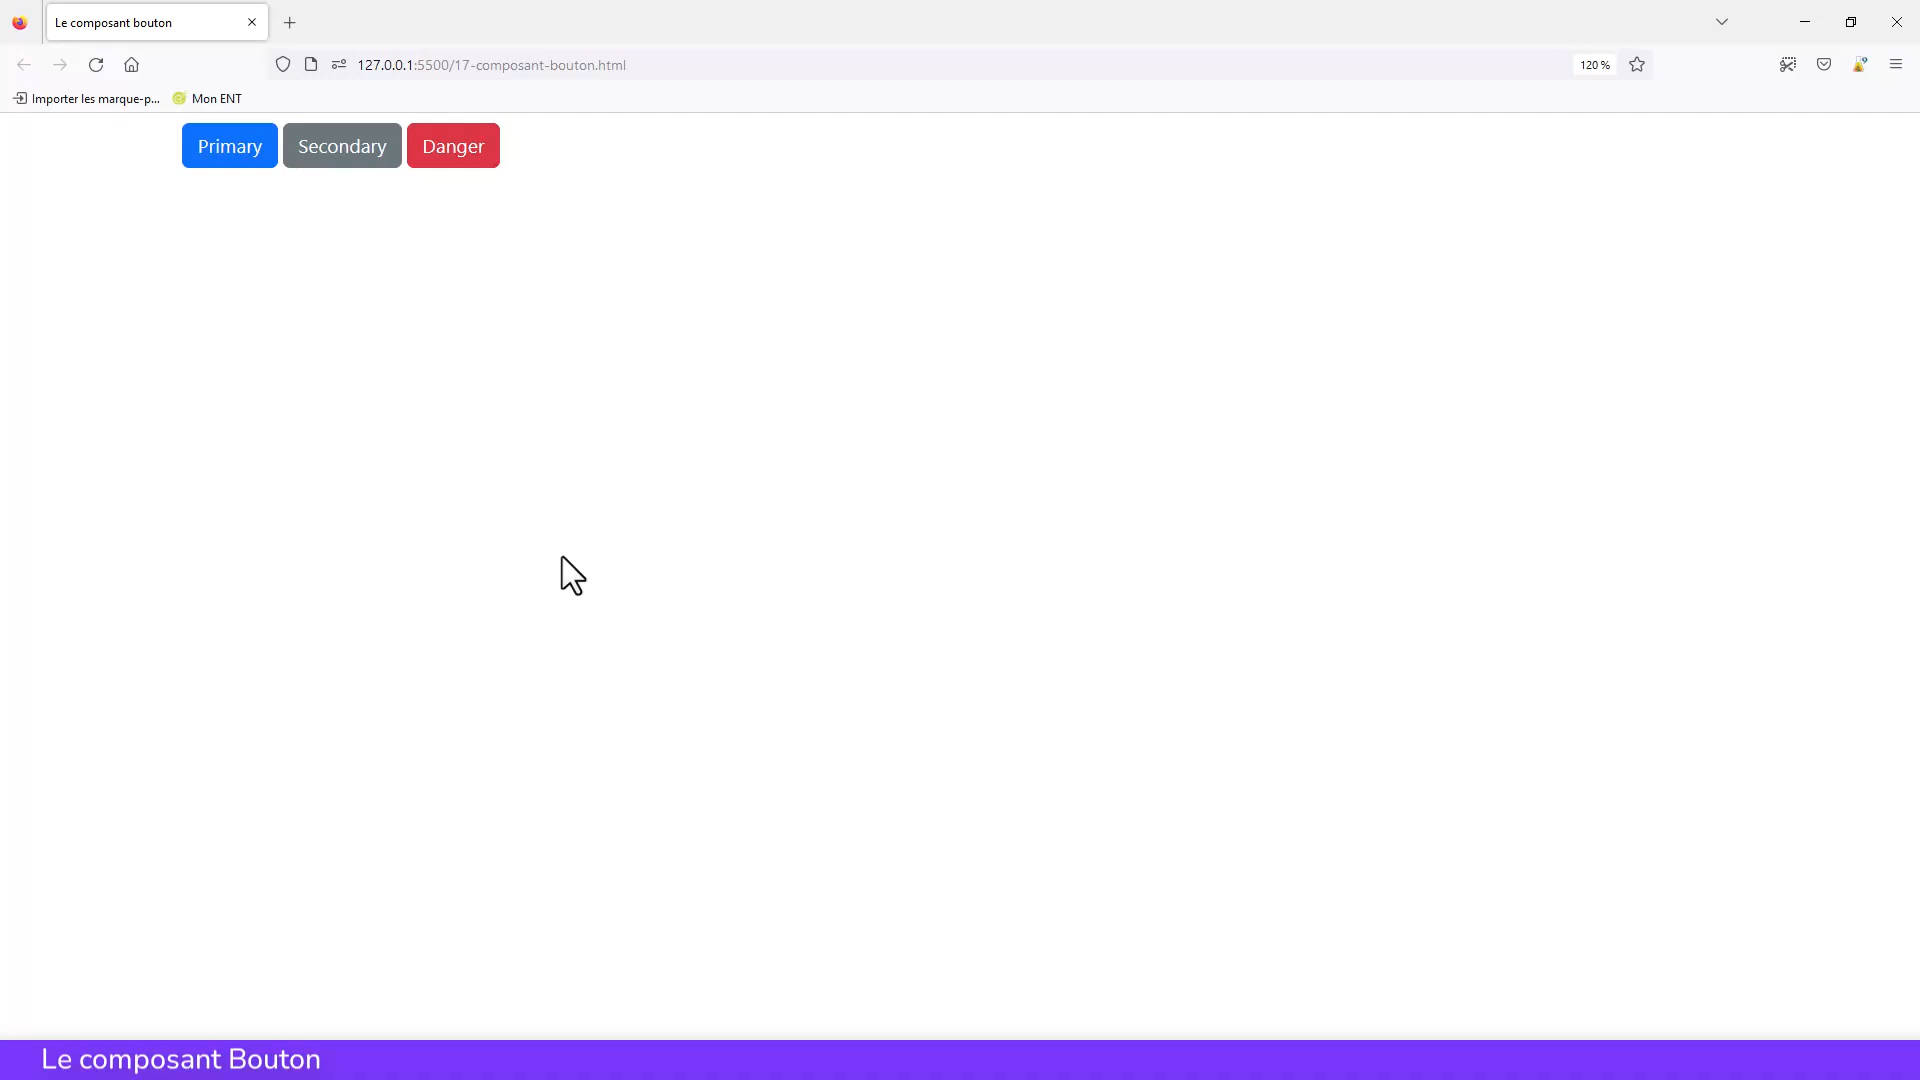 Le composant bouton
127.0.0.1:5500/17-composant-bouton.html
120 %
Importer les marque-p... Mon ENT
Primary Secondary Danger
Le composant Bouton